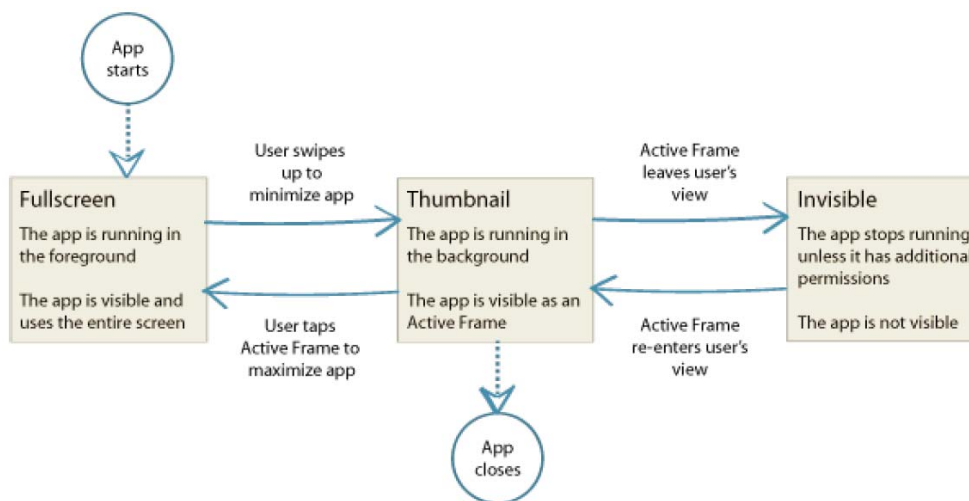 App
starts
User swipes
up to
minimize app
Active Frame
leaves user's
view
Fullscreen
The app is running in
the foreground
The app is visible and
uses the entire screen
Thumbnail
The app is running in
the background
The app is visible as an
Active Frame
Invisible
The app stops running
unless it has additional
permissions
The app is not visible
User taps
Active Frame to
maximize app
Active Frame
re-enters user's
view
App
closes